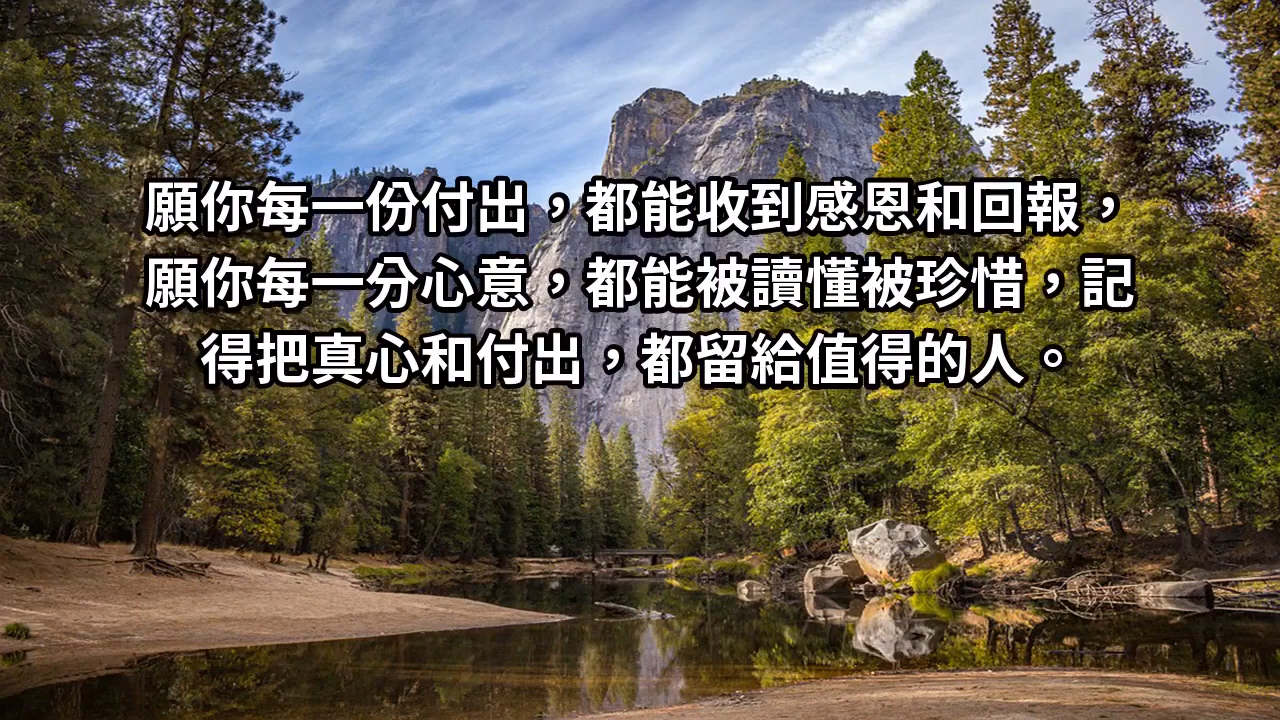 願你每一份付出，都能收到感恩和回報，
願你每一分心意，都能被讀懂被珍惜，記
得把真心和付出，都留給值得的人。